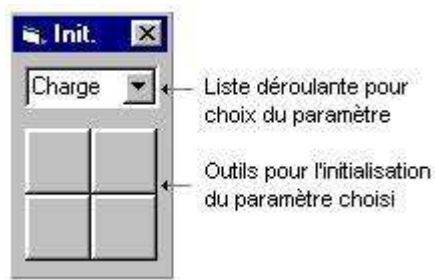 Init.
Charge
Liste déroulante pour
choix du paramètre
Outils pour l'initialisation
du paramètre choisi